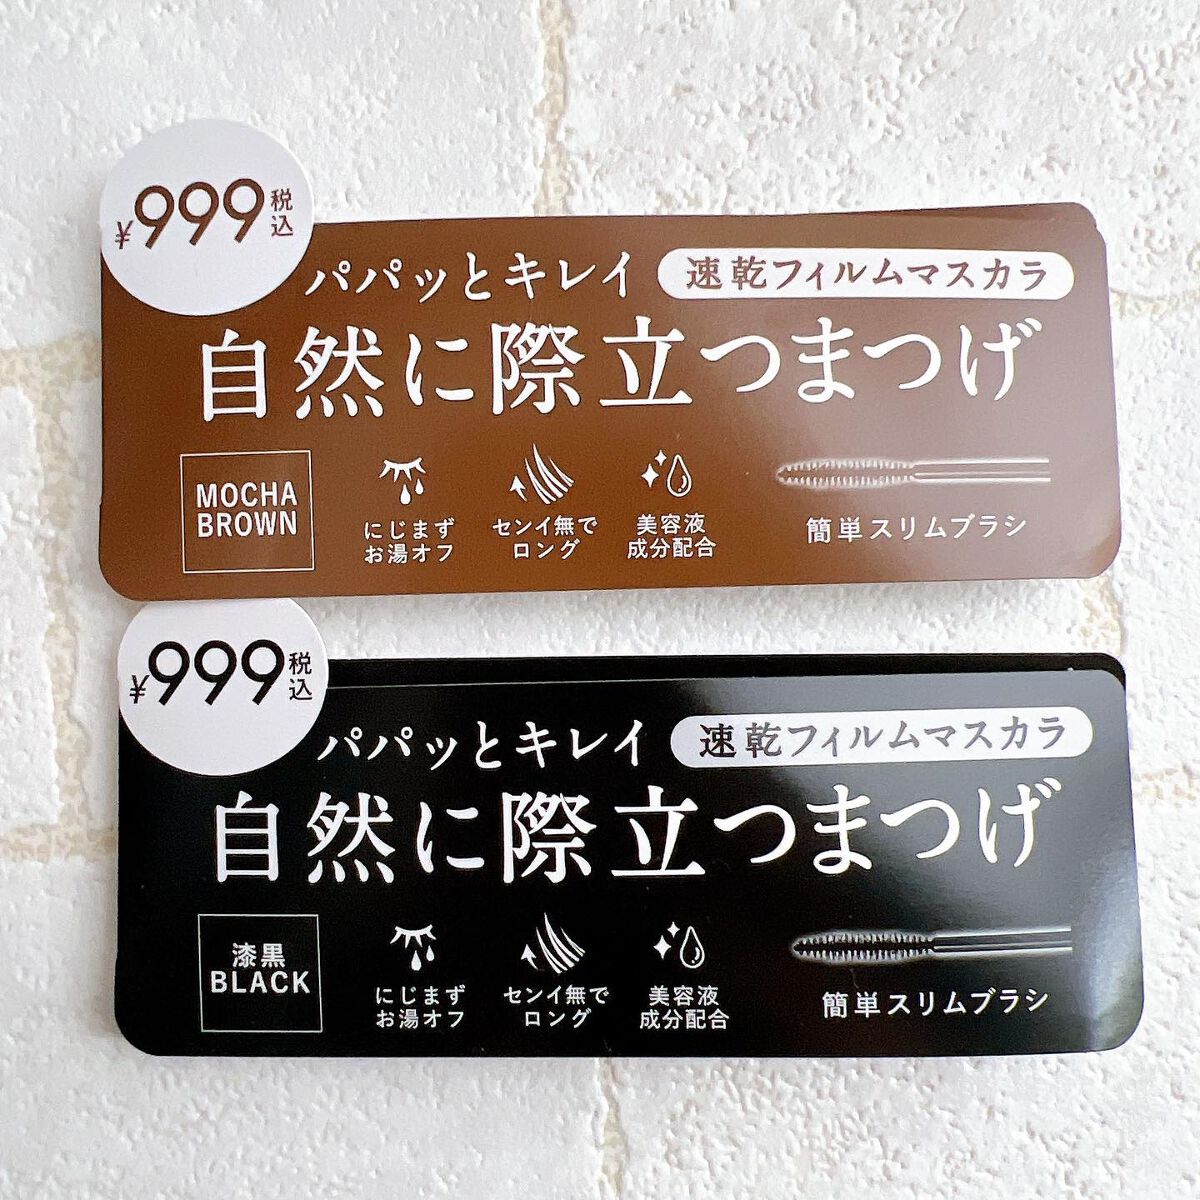 ¥999税込
パパッとキレイ 速乾フィルムマスカラ
自然に際立つまつげ
MOCHA
BROWN
にじまず
お湯オフ
センイ無で
ロング
美容液
成分配合
簡単スリムブラシ
¥999税込
パパッとキレイ 速乾フィルムマスカラ
自然に際立つまつげ
漆黒
BLACK
にじまず
お湯オフ
センイ無で
ロング
美容液
成分配合
簡単スリムブラシ